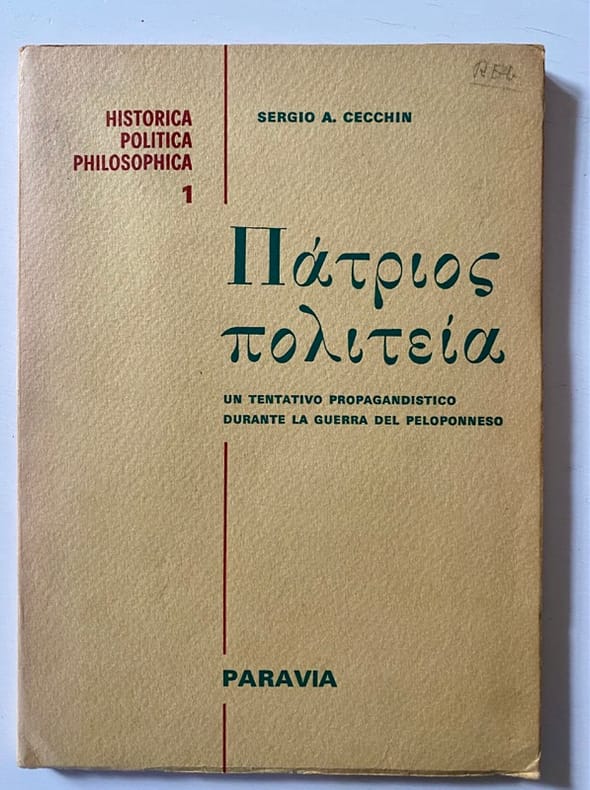 HISTORICA
POLITICA
PHILOSOPHICA
1
SERGIO A. CECCHIN
Πάτριος
πολιτεία
UN TENTATIVO PROPAGANDISTICO
DURANTE LA GUERRA DEL PELOPONNESO
PARAVIA